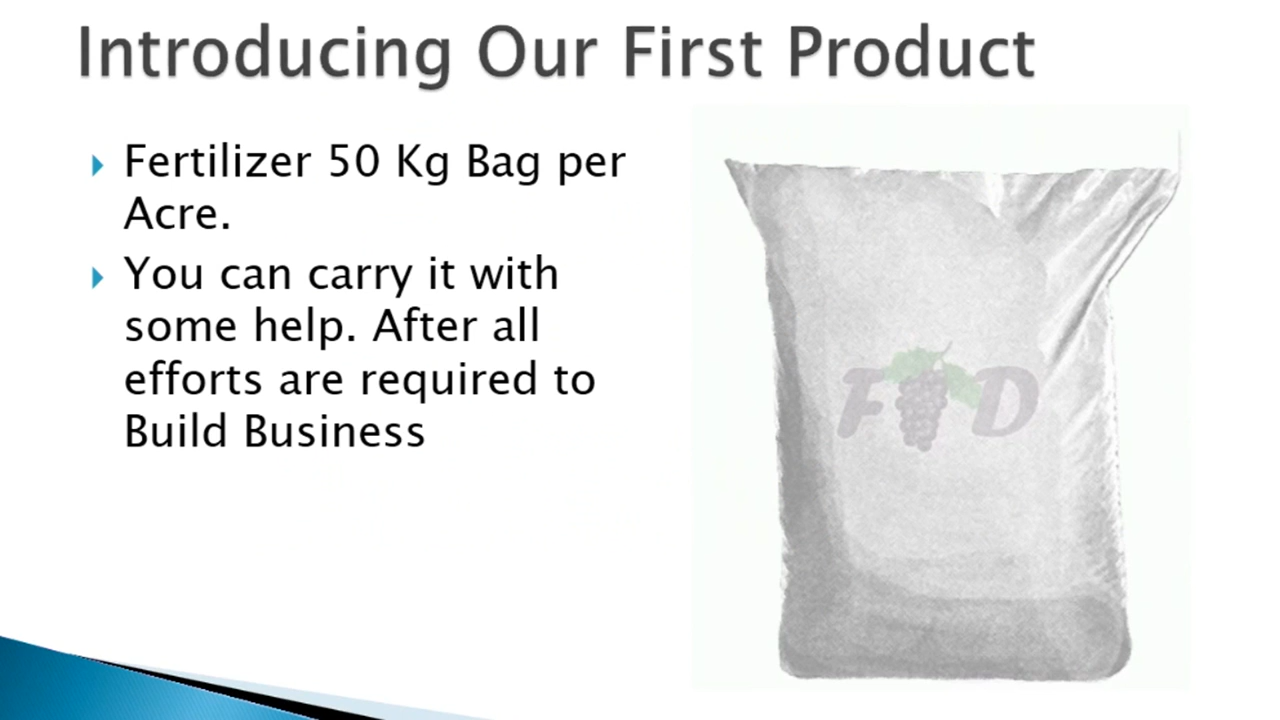 Introducing Our First Product
Fertilizer 50 Kg Bag per
Acre.
You can carry it with
some help. After all
efforts are required to
Build Business
F D